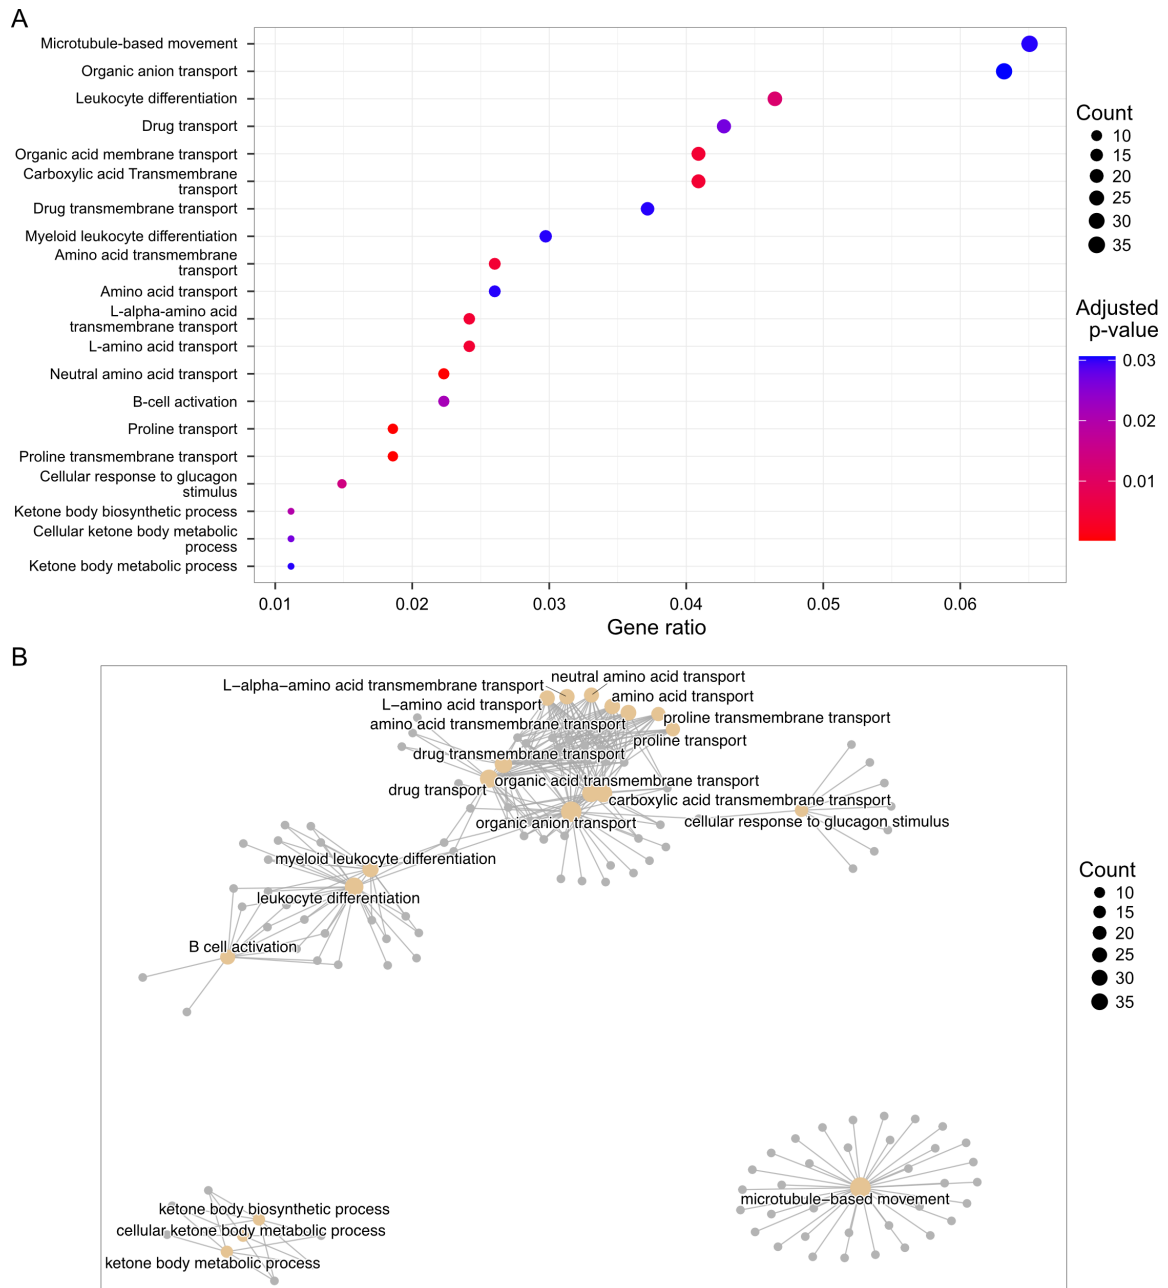 A
Microtubule-based movement
Organic anion transport
Leukocyte differentiation
Drug transport
Organic acid membrane transport
Carboxylic acid Transmembrane
transport
Drug transmembrane transport
Myeloid leukocyte differentiation
Amino acid transmembrane
transport
Amino acid transport
L-alpha-amino acid
transmembrane transport
L-amino acid transport
Neutral amino acid transport
B-cell activation
Proline transport
Proline transmembrane transport
Cellular response to glucagon
stimulus
Ketone body biosynthetic process
Cellular ketone body metabolic
process
Ketone body metabolic process
0.01 0.02 0.03 0.04 0.05 0.06
Gene ratio
Count
10
15
20
25
30
35
Adjusted
p-value
0.03
0.02
0.01
B
neutral amino acid transport
L−alpha−amino acid transmembrane transport
amino acid transport
L−amino acid transport
proline transmembrane transport
amino acid transmembrane transport
proline transport
drug transmembrane transport
organic acid transmembrane transport
drug transport
carboxylic acid transmembrane transport
organic anion transport
cellular response to glucagon stimulus
myeloid leukocyte differentiation
leukocyte differentiation
B cell activation
microtubule−based movement
ketone body biosynthetic process
cellular ketone body metabolic process
ketone body metabolic process
Count
10
15
20
25
30
35